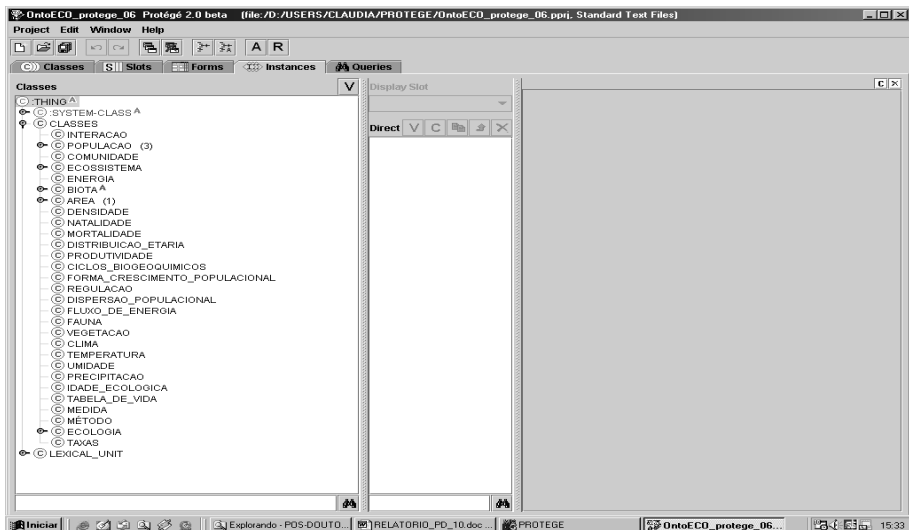 OntoECO_protege_06 Protégé 2.0 beta (file:/D:/USERS/CLAUDIA/PROTEGE/OntoECO_protege_06.pprj, Standard Text Files)
Project Edit Window Help
A R
C Classes S Slots Forms Instances Queries
Classes V Display Slot C
C :THING A
C :SYSTEM-CLASS A
C CLASSES Direct V C
C INTERACAO
C POPULACAO (3)
C COMUNIDADE
C ECOSSISTEMA
C ENERGIA
C BIOTA A
C AREA (1)
C DENSIDADE
C NATALIDADE
C MORTALIDADE
C DISTRIBUICAO_ETARIA
C PRODUTIVIDADE
C CICLOS_BIOGEOQUIMICOS
C FORMA_CRESCIMENTO_POPULACIONAL
C REGULACAO
C DISPERSAO_POPULACIONAL
C FLUXO_DE_ENERGIA
C FAUNA
C VEGETACAO
C CLIMA
C TEMPERATURA
C UMIDADE
C PRECIPITACAO
C IDADE_ECOLOGICA
C TABELA_DE_VIDA
C MEDIDA
C MÉTODO
C ECOLOGIA
C TAXAS
C LEXICAL_UNIT
Iniciar Explorando - POS-DOUTO... RELATORIO_PD_10.doc ... PROTEGE OntoECO_protege_06... 15:33